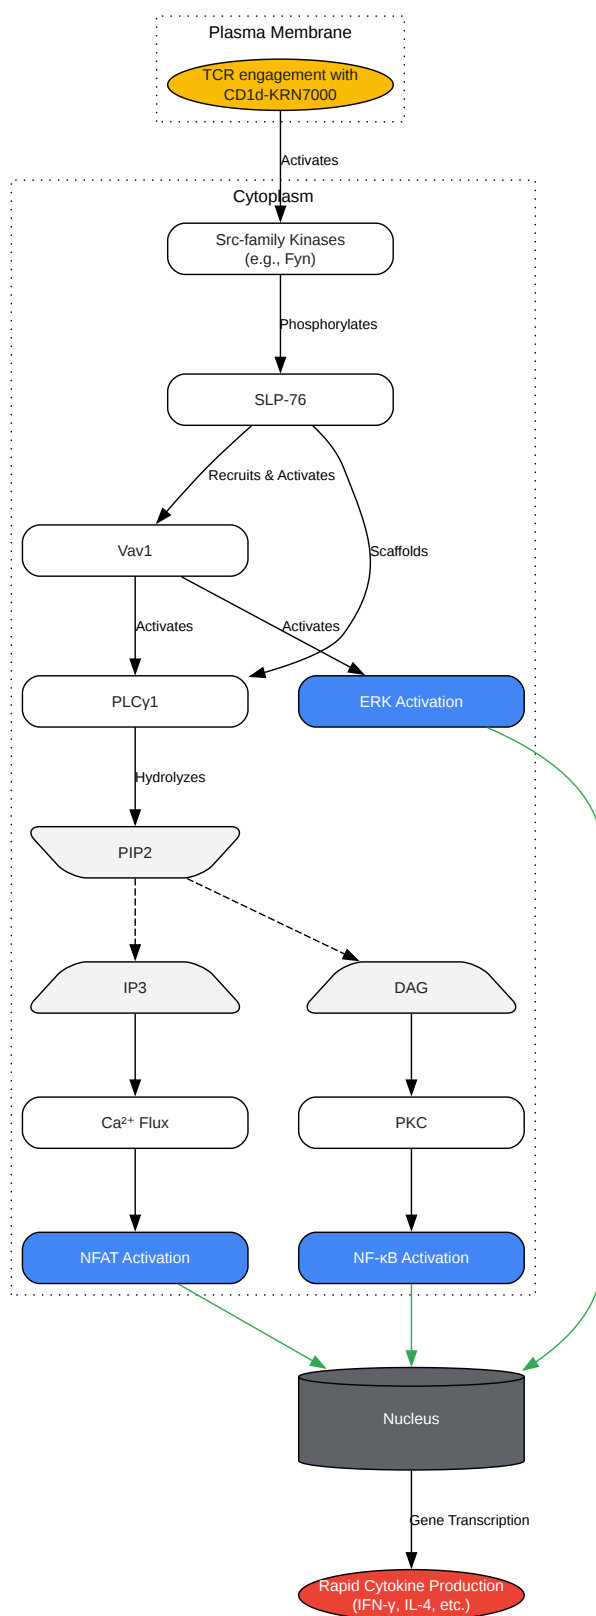 Plasma Membrane
TCR engagement with
CD1d-KRN7000
Activates
Cytoplasm
Src-family Kinases
(e.g., Fyn)
Phosphorylates
SLP-76
Recruits & Activates
Vav1
Scaffolds
Activates
Activates
PLCγ1
ERK Activation
Hydrolyzes
PIP2
IP3
DAG
Ca²⁺ Flux
PKC
NFAT Activation
NF-κB Activation
Nucleus
Gene Transcription
Rapid Cytokine Production
(IFN-γ, IL-4, etc.)